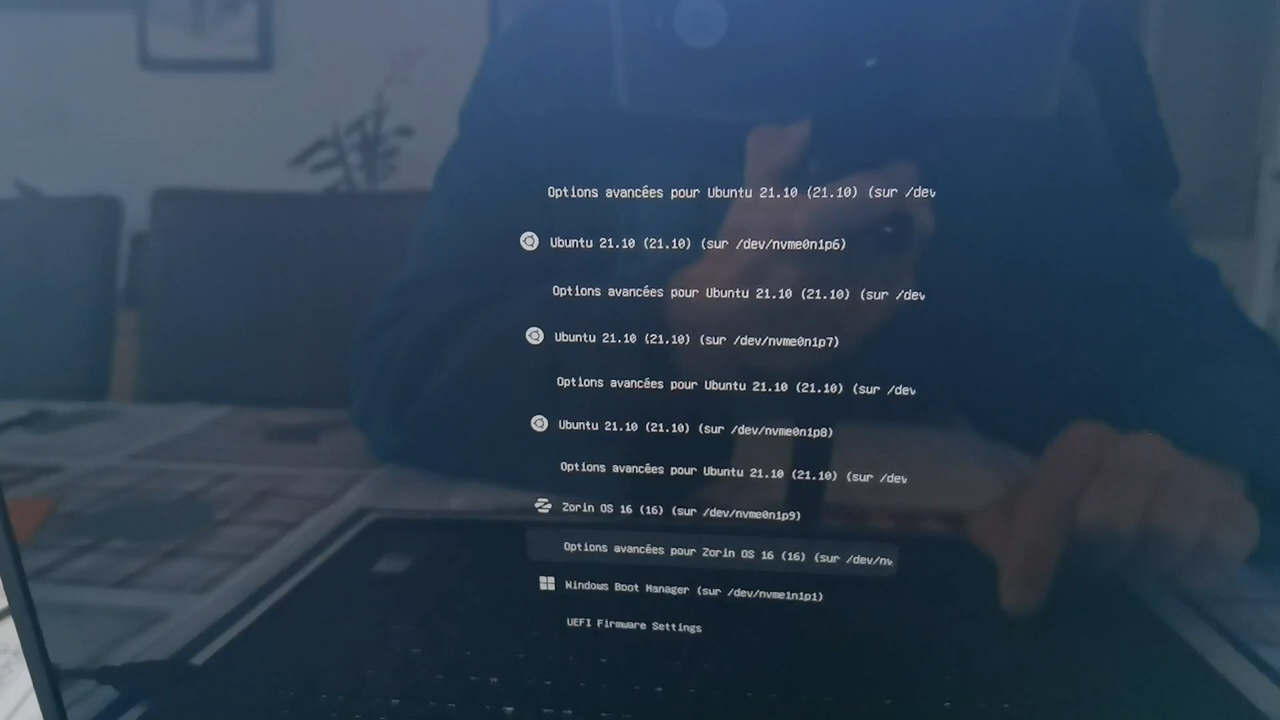 Options avancées pour Ubuntu 21.10 (21.10) (sur /dev
Ubuntu 21.10 (21.10) (sur /dev/nvme0n1p6)
Options avancées pour Ubuntu 21.10 (21.10) (sur /dev
Ubuntu 21.10 (21.10) (sur /dev/nvme0n1p7)
Options avancées pour Ubuntu 21.10 (21.10) (sur /dev
Ubuntu 21.10 (21.10) (sur /dev/nvme0n1p8)
Options avancées pour Ubuntu 21.10 (21.10) (sur /dev
Zorin OS 16 (16) (sur /dev/nvme0n1p9)
Options avancées pour Zorin OS 16 (16) (sur /dev/nv
Windows Boot Manager (sur /dev/nvme1n1p1)
UEFI Firmware Settings